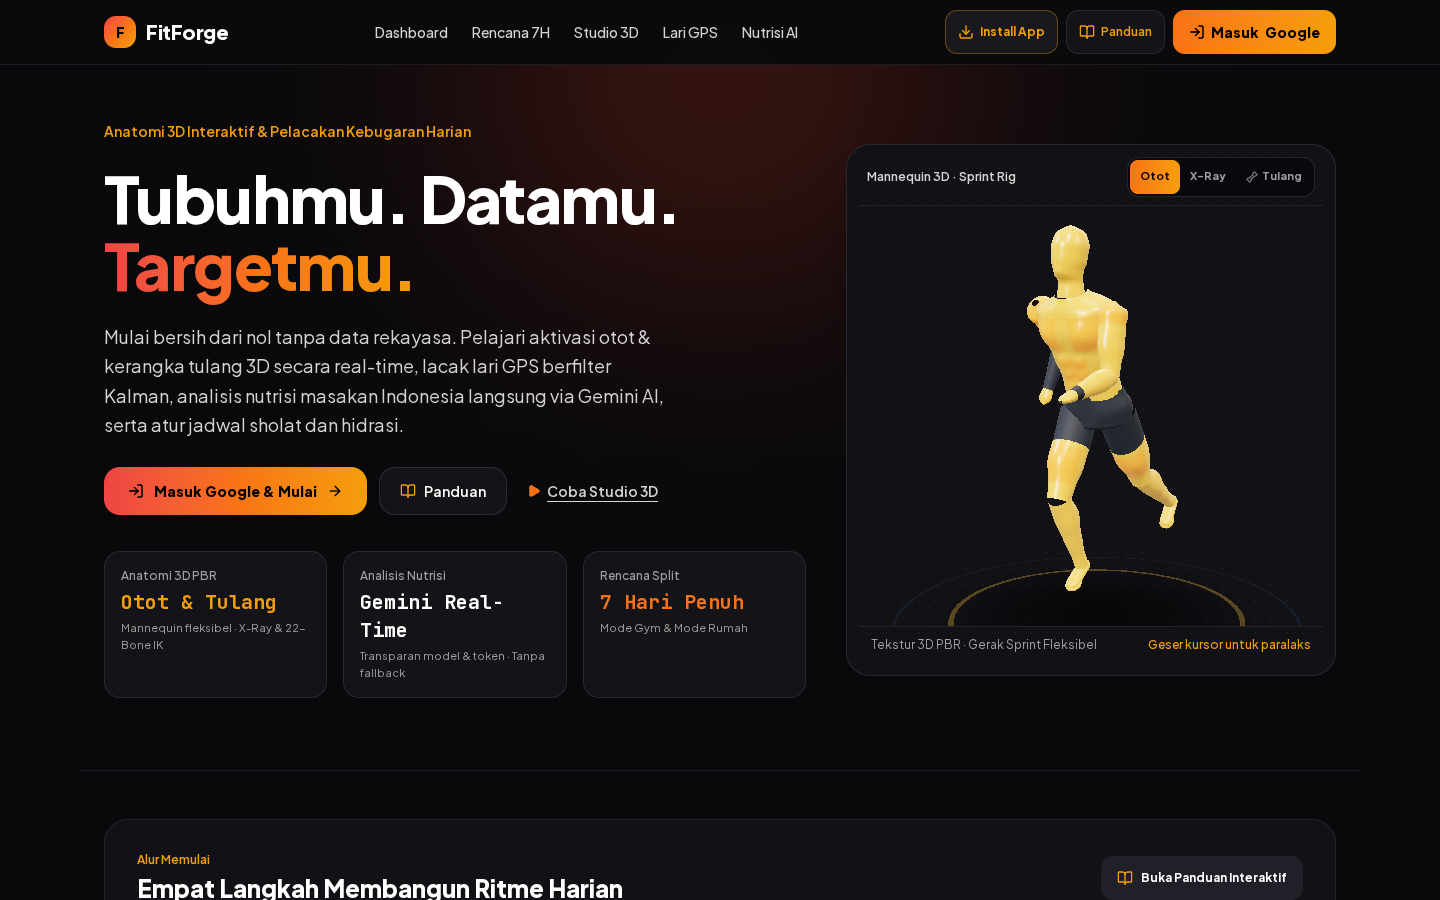 F FitForge
Dashboard Rencana 7H Studio 3D Lari GPS Nutrisi AI
Install App Panduan Masuk Google
Anatomi 3D Interaktif & Pelacakan Kebugaran Harian
Tubuhmu. Datamu.
Targetmu.
Mulai bersih dari nol tanpa data rekayasa. Pelajari aktivasi otot &
kerangka tulang 3D secara real-time, lacak lari GPS berfilter
Kalman, analisis nutrisi masakan Indonesia langsung via Gemini AI,
serta atur jadwal sholat dan hidrasi.
Masuk Google & Mulai Panduan Coba Studio 3D
Anatomi 3D PBR
Otot & Tulang
Mannequin fleksibel · X-Ray & 22-
Bone IK
Analisis Nutrisi
Gemini Real-
Time
Transparan model & token · Tanpa
fallback
Rencana Split
7 Hari Penuh
Mode Gym & Mode Rumah
Mannequin 3D · Sprint Rig
Otot X-Ray Tulang
Tekstur 3D PBR · Gerak Sprint Fleksibel
Geser kursor untuk paralaks
Alur Memulai
Empat Langkah Membangun Ritme Harian
Buka Panduan Interaktif